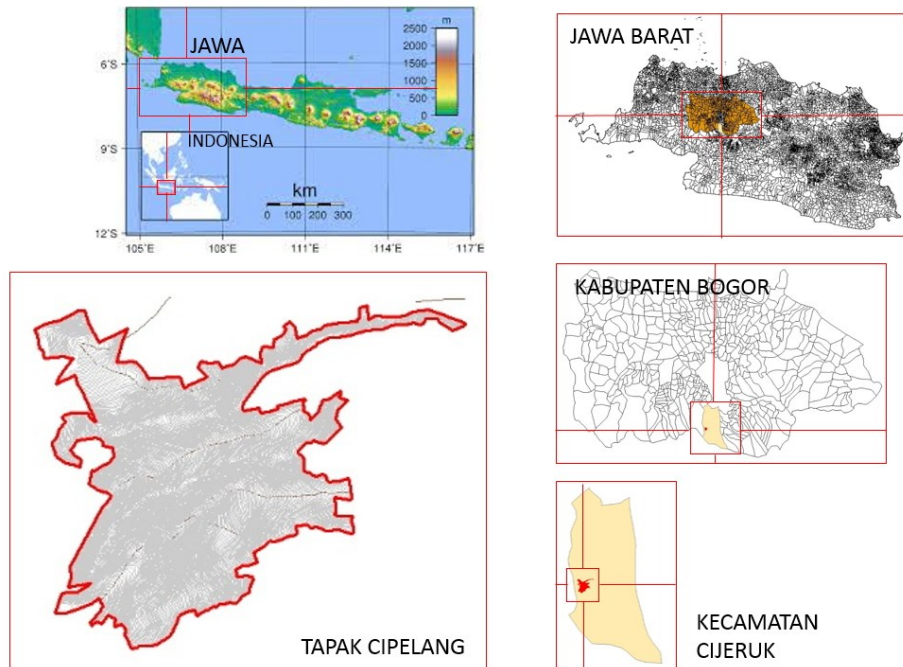 JAWA
m
2500
2000
1500
1000
500
0
6°S
9°S
12°S
INDONESIA
km
0 100 200 300
105°E 108°E 111°E 114°E 117°E
JAWA BARAT
KABUPATEN BOGOR
TAPAK CIPELANG
KECAMATAN
CIJERUK